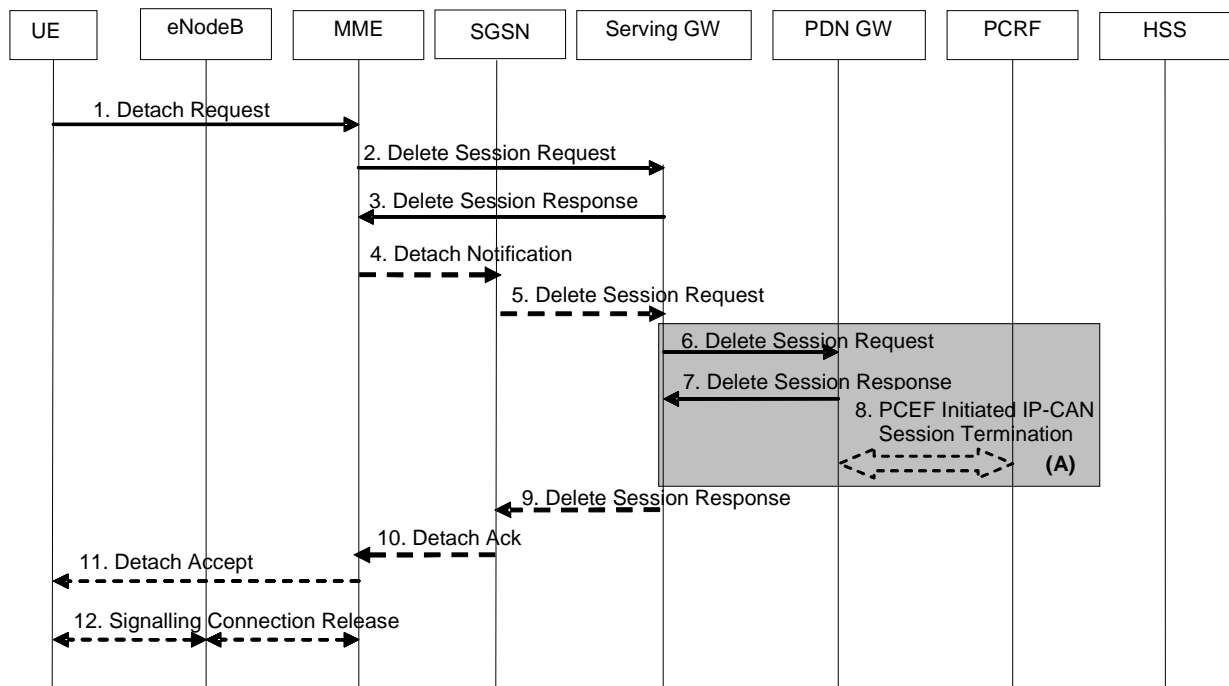 UE
eNodeB
MME
SGSN
Serving GW
PDN GW
PCRF
HSS
1. Detach Request
2. Delete Session Request
3. Delete Session Response
4. Detach Notification
5. Delete Session Request
6. Delete Session Request
7. Delete Session Response
8. PCEF Initiated IP-CAN
Session Termination
(A)
9. Delete Session Response
10. Detach Ack
11. Detach Accept
12. Signalling Connection Release